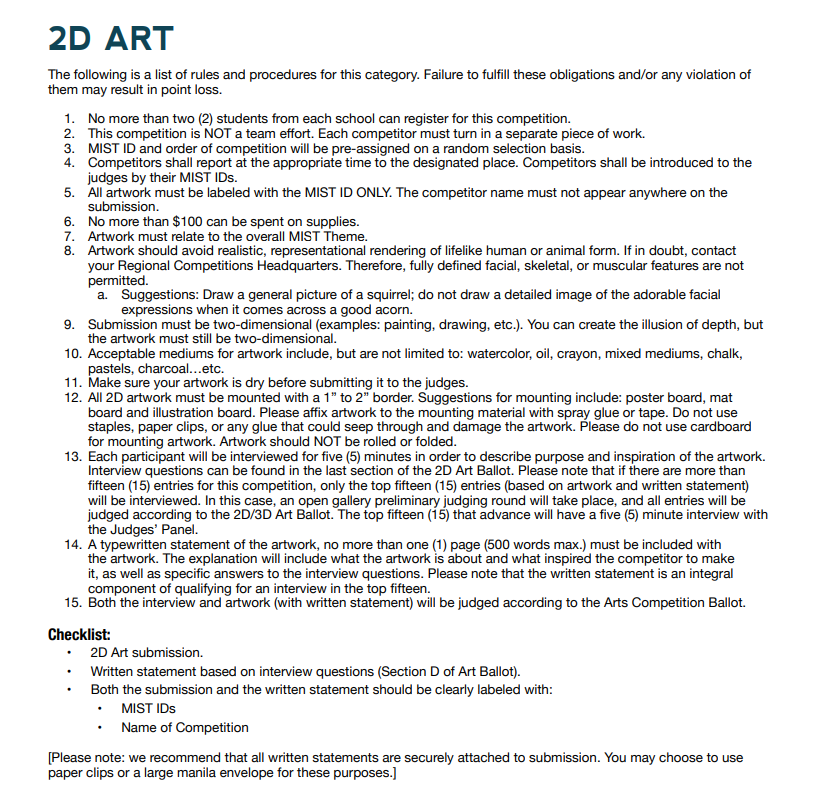 2D ART
The following is a list of rules and procedures for this category. Failure to fulfill these obligations and/or any violation of
them may result in point loss.
1. No more than two (2) students from each school can register for this competition.
2. This competition is NOT a team effort. Each competitor must turn in a separate piece of work.
3. MIST ID and order of competition will be pre-assigned on a random selection basis.
4. Competitors shall report at the appropriate time to the designated place. Competitors shall be introduced to the
judges by their MIST IDs.
5. All artwork must be labeled with the MIST ID ONLY. The competitor name must not appear anywhere on the
submission.
6. No more than $100 can be spent on supplies.
7. Artwork must relate to the overall MIST Theme.
8. Artwork should avoid realistic, representational rendering of lifelike human or animal form. If in doubt, contact
your Regional Competitions Headquarters. Therefore, fully defined facial, skeletal, or muscular features are not
permitted.
a. Suggestions: Draw a general picture of a squirrel; do not draw a detailed image of the adorable facial
expressions when it comes across a good acorn.
9. Submission must be two-dimensional (examples: painting, drawing, etc.). You can create the illusion of depth, but
the artwork must still be two-dimensional.
10. Acceptable mediums for artwork include, but are not limited to: watercolor, oil, crayon, mixed mediums, chalk,
pastels, charcoal…etc.
11. Make sure your artwork is dry before submitting it to the judges.
12. All 2D artwork must be mounted with a 1” to 2” border. Suggestions for mounting include: poster board, mat
board and illustration board. Please affix artwork to the mounting material with spray glue or tape. Do not use
staples, paper clips, or any glue that could seep through and damage the artwork. Please do not use cardboard
for mounting artwork. Artwork should NOT be rolled or folded.
13. Each participant will be interviewed for five (5) minutes in order to describe purpose and inspiration of the artwork.
Interview questions can be found in the last section of the 2D Art Ballot. Please note that if there are more than
fifteen (15) entries for this competition, only the top fifteen (15) entries (based on artwork and written statement)
will be interviewed. In this case, an open gallery preliminary judging round will take place, and all entries will be
judged according to the 2D/3D Art Ballot. The top fifteen (15) that advance will have a five (5) minute interview with
the Judges’ Panel.
14. A typewritten statement of the artwork, no more than one (1) page (500 words max.) must be included with
the artwork. The explanation will include what the artwork is about and what inspired the competitor to make
it, as well as specific answers to the interview questions. Please note that the written statement is an integral
component of qualifying for an interview in the top fifteen.
15. Both the interview and artwork (with written statement) will be judged according to the Arts Competition Ballot.
Checklist:
• 2D Art submission.
• Written statement based on interview questions (Section D of Art Ballot).
• Both the submission and the written statement should be clearly labeled with:
• MIST IDs
• Name of Competition
[Please note: we recommend that all written statements are securely attached to submission. You may choose to use
paper clips or a large manila envelope for these purposes.]